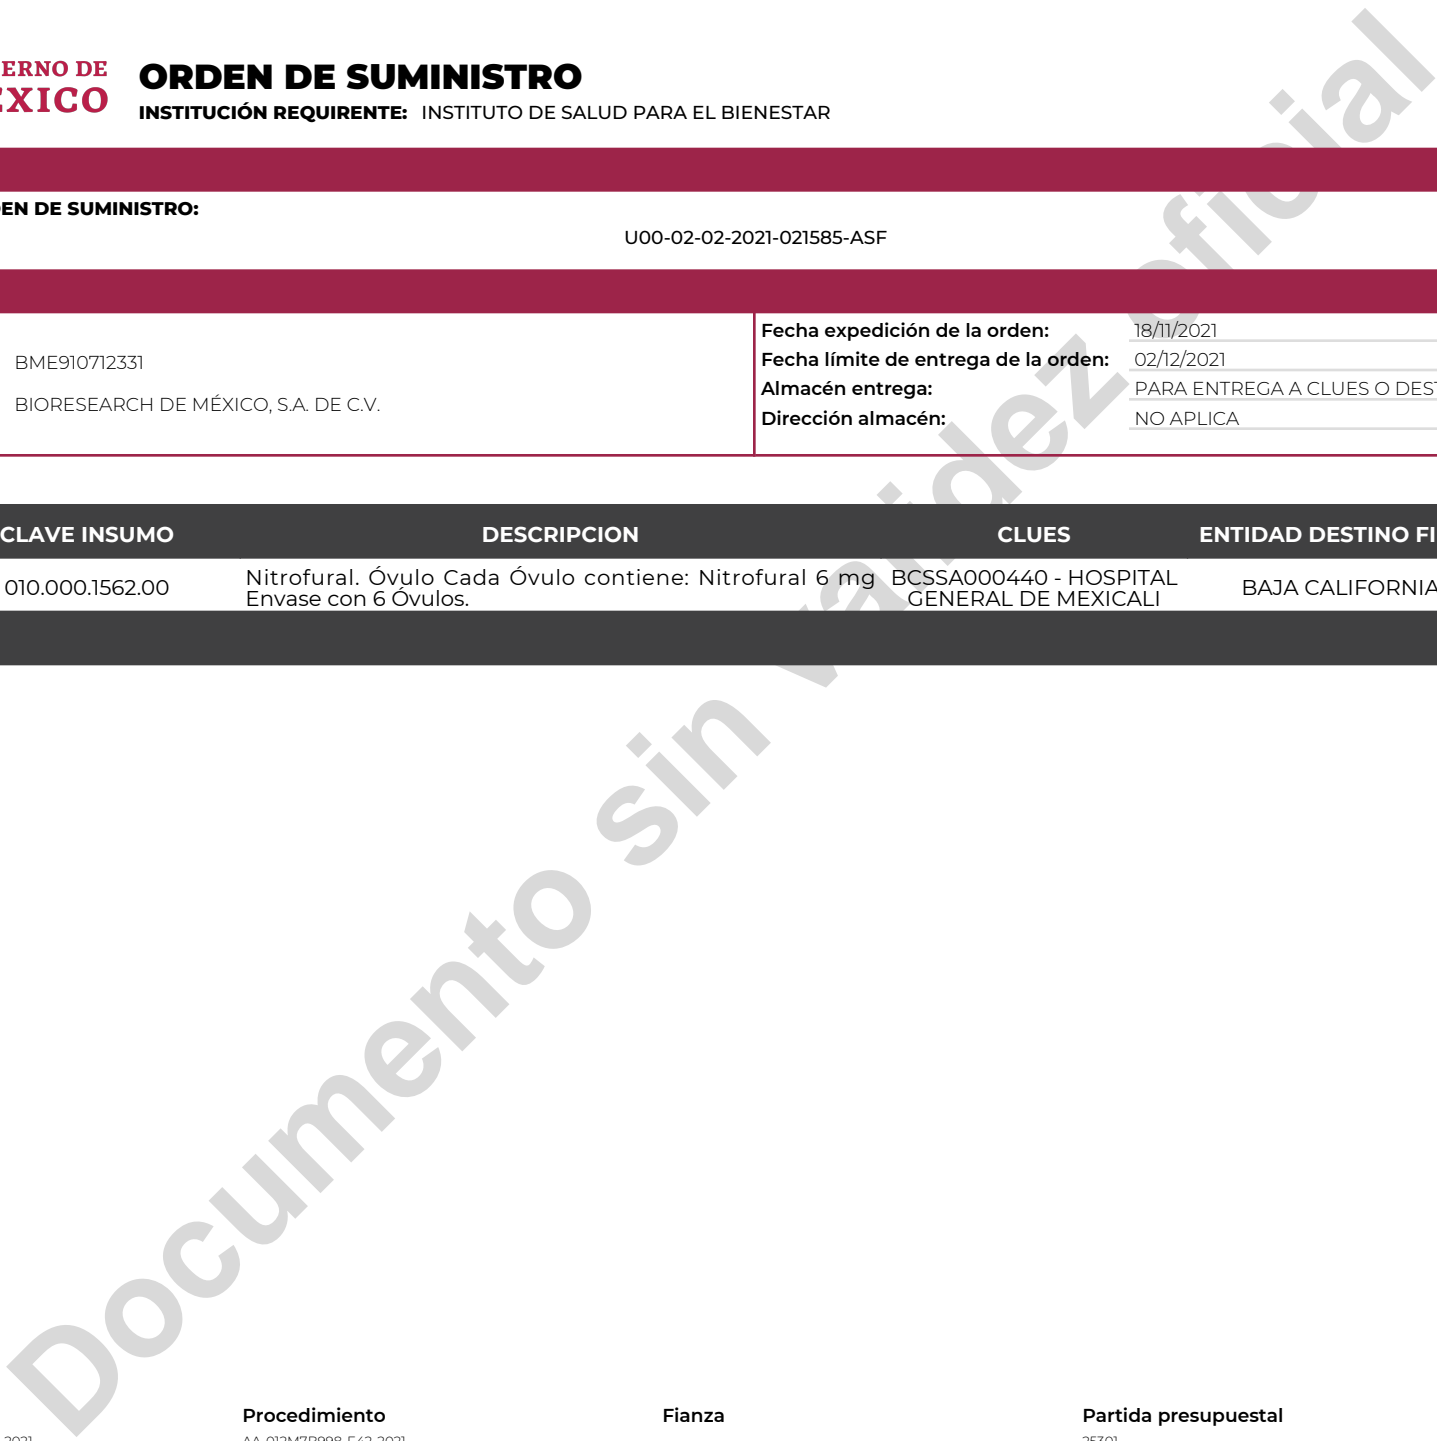 ERNO DE
ORDEN DE SUMINISTRO
XICO
INSTITUCIÓN REQUIRENTE: INSTITUTO DE SALUD PARA EL BIENESTAR
EN DE SUMINISTRO:
U00-02-02-2021-021585-ASF
BME910712331
BIORESEARCH DE MÉXICO, S.A. DE C.V.
Fecha expedición de la orden: 18/11/2021
Fecha límite de entrega de la orden: 02/12/2021
Almacén entrega: PARA ENTREGA A CLUES O DEST
Dirección almacén: NO APLICA
CLAVE INSUMO DESCRIPCION CLUES ENTIDAD DESTINO FI
010.000.1562.00
Nitrofural. Óvulo Cada Óvulo contiene: Nitrofural 6 mg
Envase con 6 Óvulos.
BCSSA000440 - HOSPITAL
GENERAL DE MEXICALI
BAJA CALIFORNIA
Documento sin validez oficial
Procedimiento Fianza Partida presupuestal